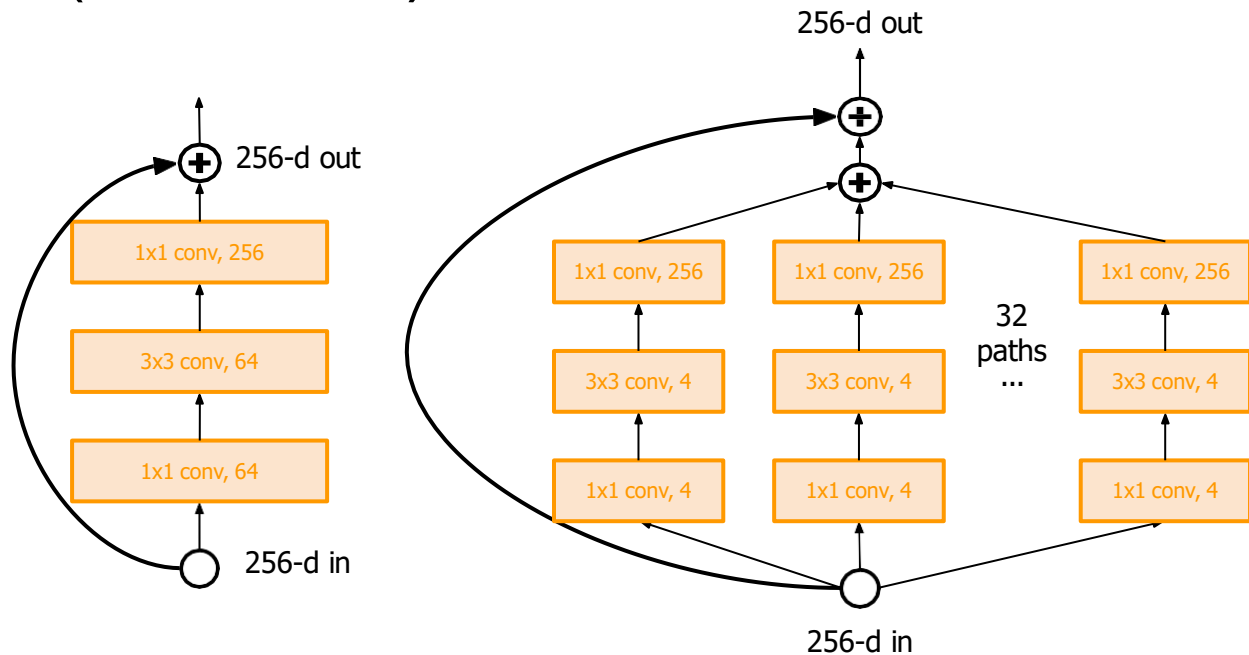 256-d out
256-d out
1x1 conv, 256
3x3 conv, 64
1x1 conv, 64
256-d in
1x1 conv, 256
1x1 conv, 256
1x1 conv, 256
32
paths
...
3x3 conv, 4
3x3 conv, 4
3x3 conv, 4
1x1 conv, 4
1x1 conv, 4
1x1 conv, 4
256-d in